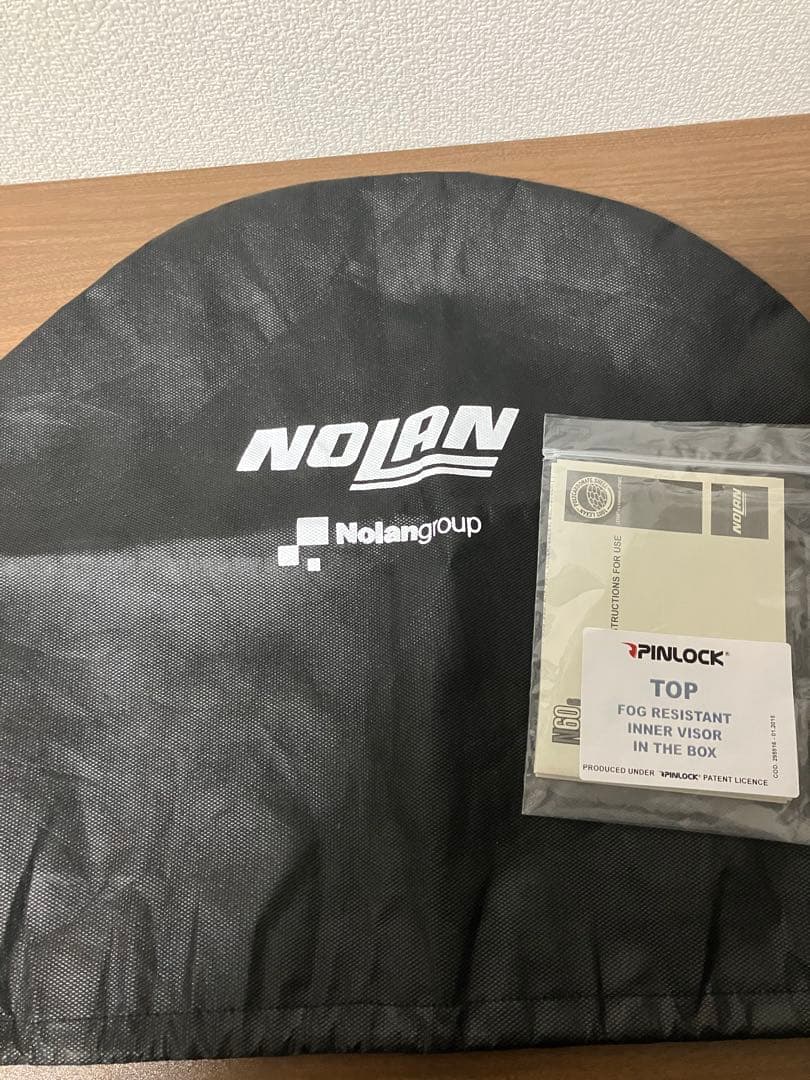 NOLAN
Nolangroup
NOLAN
STRUCTIONS FOR USE
N60
PINLOCK®
TOP
FOG RESISTANT
INNER VISOR
IN THE BOX
PRODUCED UNDER PINLOCK® PATENT LICENCE